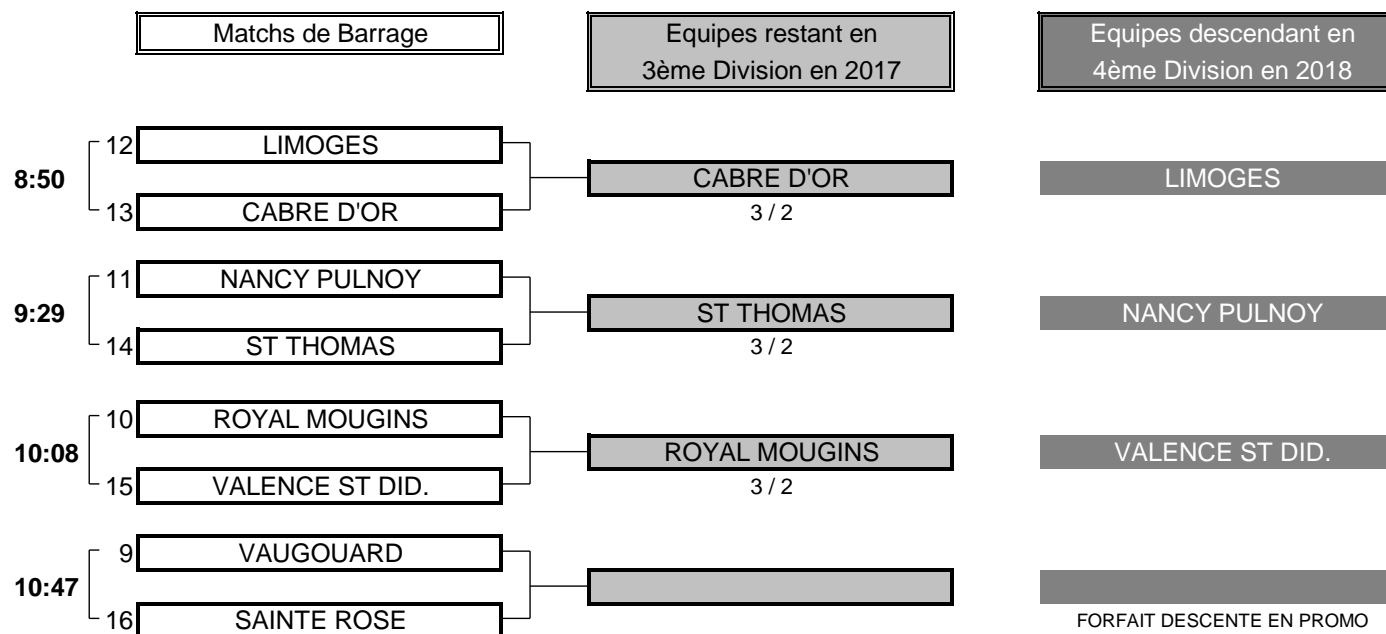 Matchs de Barrage
Equipes restant en
3ème Division en 2017
Equipes descendant en
4ème Division en 2018
12 LIMOGES
8:50 CABRE D'OR LIMOGES
13 CABRE D'OR 3 / 2
11 NANCY PULNOY
9:29 ST THOMAS NANCY PULNOY
14 ST THOMAS 3 / 2
10 ROYAL MOUGINS
10:08 ROYAL MOUGINS VALENCE ST DID.
15 VALENCE ST DID. 3 / 2
9 VAUGOUARD
10:47
16 SAINTE ROSE FORFAIT DESCENTE EN PROMO